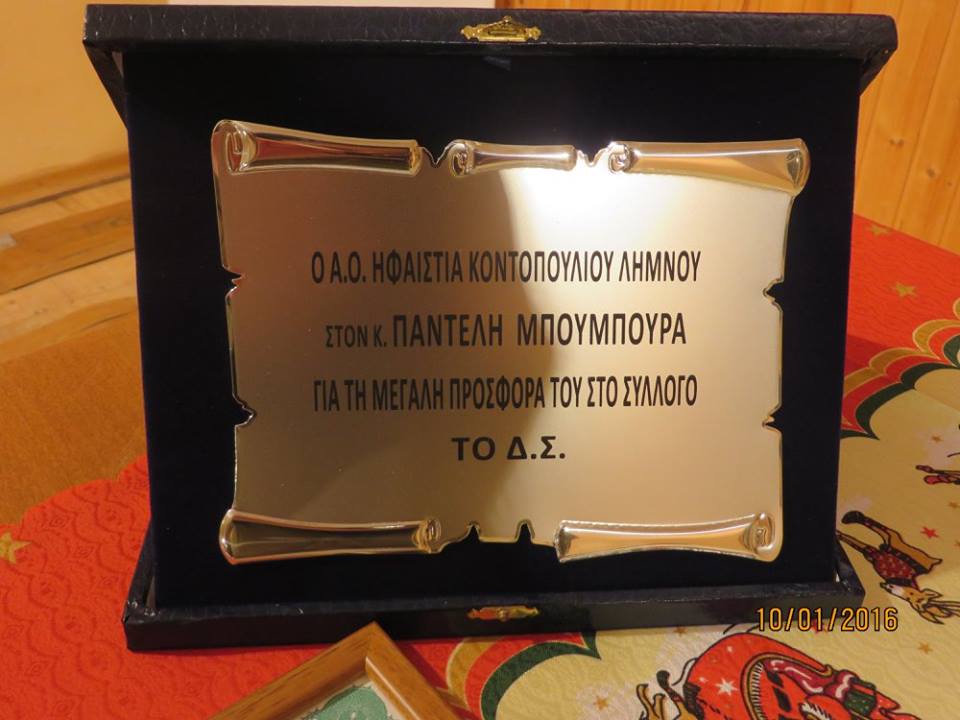 Ο Α.Ο. ΗΦΑΙΣΤΙΑ ΚΟΝΤΟΠΟΥΛΙΟΥ ΛΗΜΝΟΥ
ΣΤΟΝ Κ. ΠΑΝΤΕΛΗ ΜΠΟΥΜΠΟΥΡΑ
ΓΙΑ ΤΗ ΜΕΓΑΛΗ ΠΡΟΣΦΟΡΑ ΤΟΥ ΣΤΟ ΣΥΛΛΟΓΟ
ΤΟ Δ.Σ.
10/01/2016